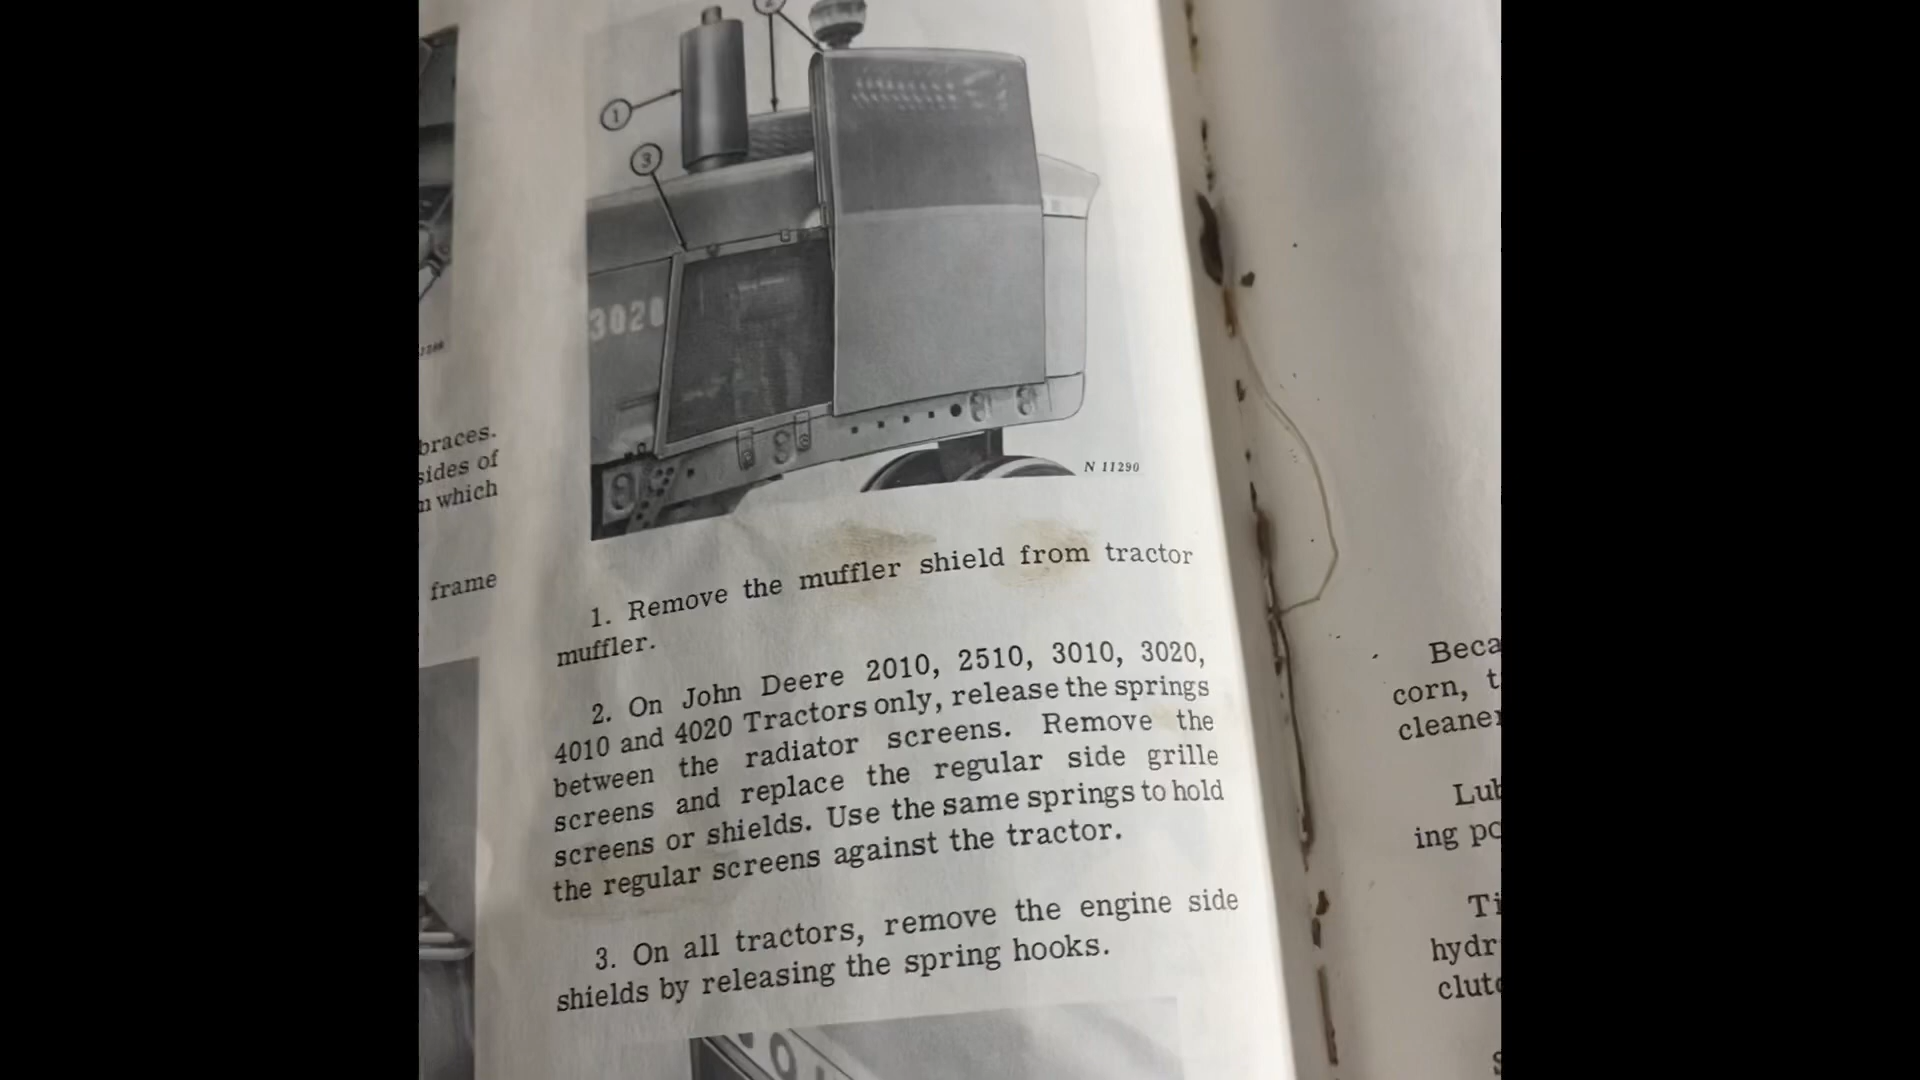 braces.
sides of
which
frame
2
1
3
3020
N 11290
1. Remove the muffler shield from tractor
muffler.
2. On John Deere 2010, 2510, 3010, 3020,
4010 and 4020 Tractors only, release the springs
between the radiator screens. Remove the
screens and replace the regular side grille
screens or shields. Use the same springs to hold
the regular screens against the tractor.
3. On all tractors, remove the engine side
shields by releasing the spring hooks.
Beca
corn, t
cleaner
Lub
ing po
Ti
hydr
clutc
S